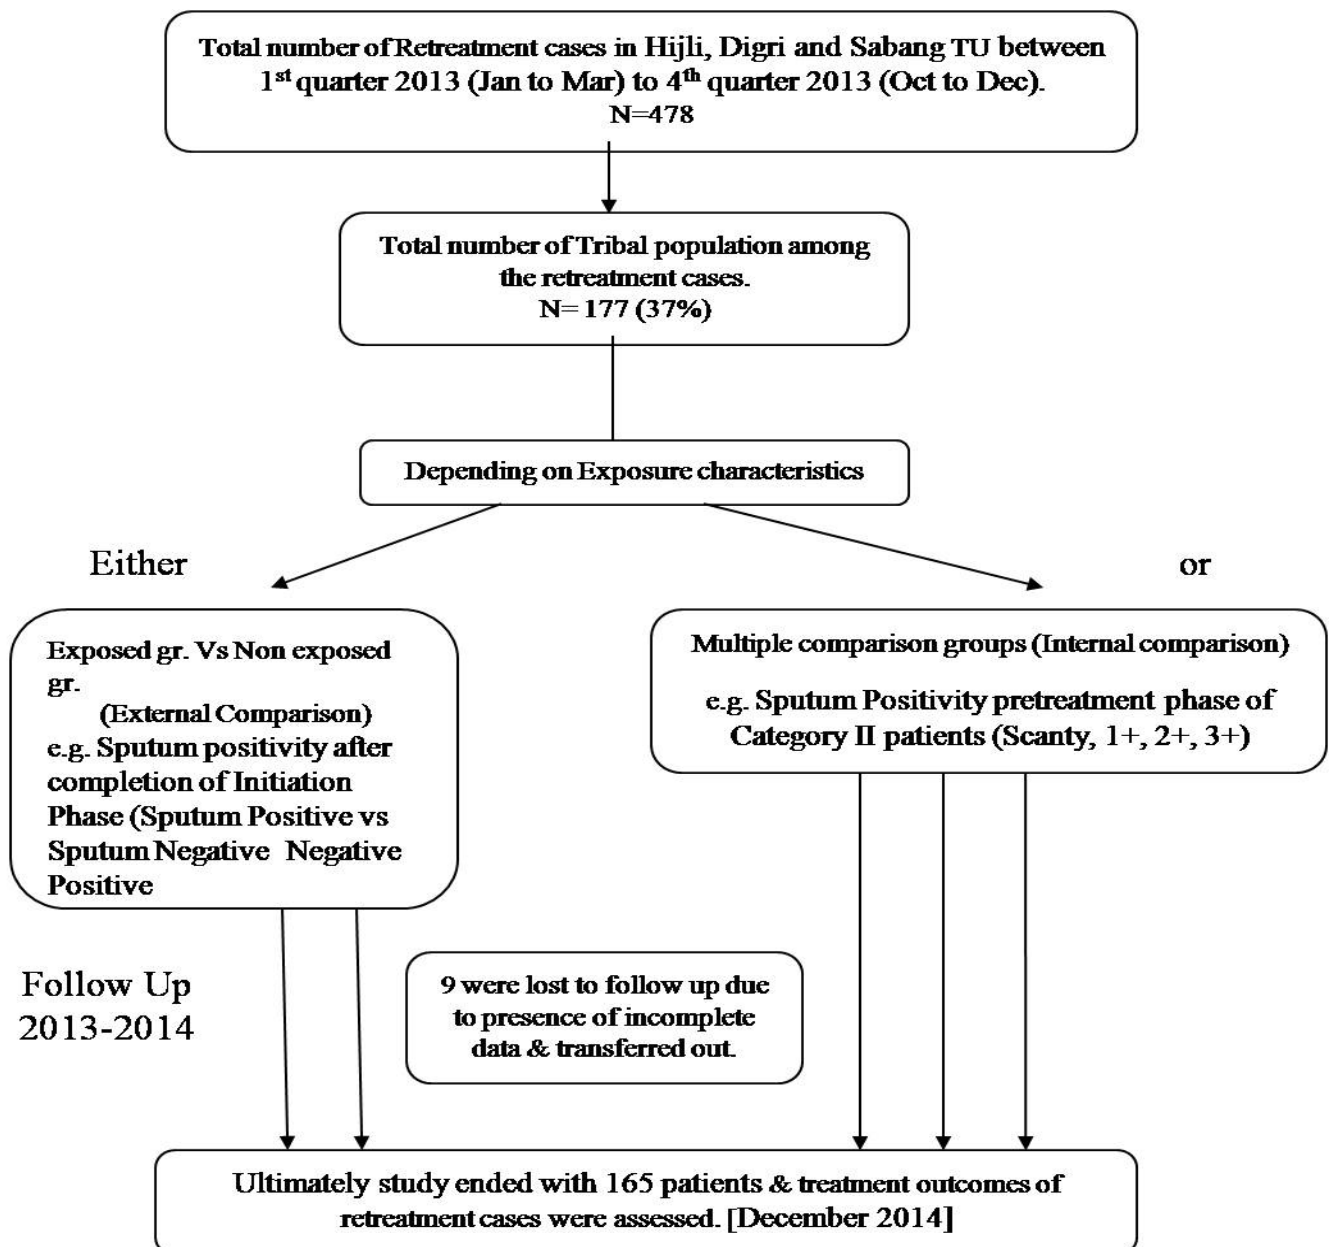 Total number of Retreatment cases in Hijli, Digri and Sabang TU between
1st quarter 2013 (Jan to Mar) to 4th quarter 2013 (Oct to Dec).
N=478
Total number of Tribal population among
the retreatment cases.
N= 177 (37%)
Depending on Exposure characteristics
Either
or
Exposed gr. Vs Non exposed
gr.
(External Comparison)
e.g. Sputum positivity after
completion of Initiation
Phase (Sputum Positive vs
Sputum Negative Negative
Positive
Multiple comparison groups (Internal comparison)
e.g. Sputum Positivity pretreatment phase of
Category II patients (Scanty, 1+, 2+, 3+)
Follow Up
2013-2014
9 were lost to follow up due
to presence of incomplete
data & transferred out.
Ultimately study ended with 165 patients & treatment outcomes of
retreatment cases were assessed. [December 2014]